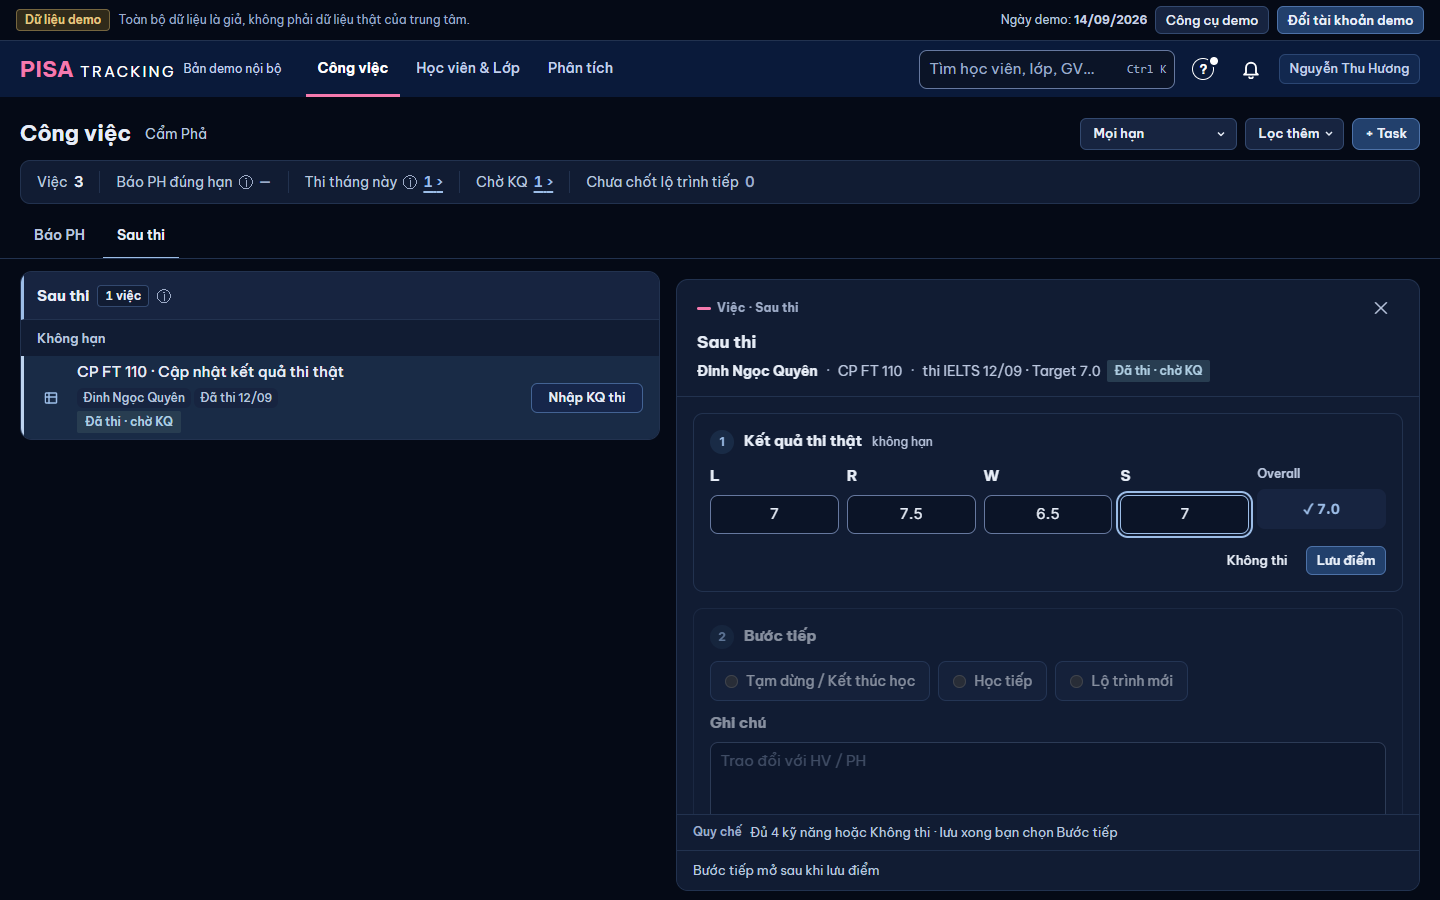 Dữ liệu demo Toàn bộ dữ liệu là giả, không phải dữ liệu thật của trung tâm. Ngày demo: 14/09/2026 Công cụ demo Đổi tài khoản demo
PISA TRACKING Bản demo nội bộ Công việc Học viên & Lớp Phân tích Tìm học viên, lớp, GV... Ctrl K ? Nguyễn Thu Hương
Công việc Cẩm Phả Mọi hạn Lọc thêm + Task
Việc 3 Báo PH đúng hạn ⓘ — Thi tháng này ⓘ 1 › Chờ KQ 1 › Chưa chốt lộ trình tiếp 0
Báo PH Sau thi
Sau thi 1 việc ⓘ
Không hạn
CP FT 110 · Cập nhật kết quả thi thật
Đinh Ngọc Quyên Đã thi 12/09
Đã thi · chờ KQ
Nhập KQ thi
Việc · Sau thi
Sau thi
Đinh Ngọc Quyên · CP FT 110 · thi IELTS 12/09 · Target 7.0 Đã thi · chờ KQ
1 Kết quả thi thật không hạn
L R W S Overall
7 7.5 6.5 7 ✓ 7.0
Không thi Lưu điểm
2 Bước tiếp
Tạm dừng / Kết thúc học Học tiếp Lộ trình mới
Ghi chú
Trao đổi với HV / PH
Quy chế Đủ 4 kỹ năng hoặc Không thi · lưu xong bạn chọn Bước tiếp
Bước tiếp mở sau khi lưu điểm